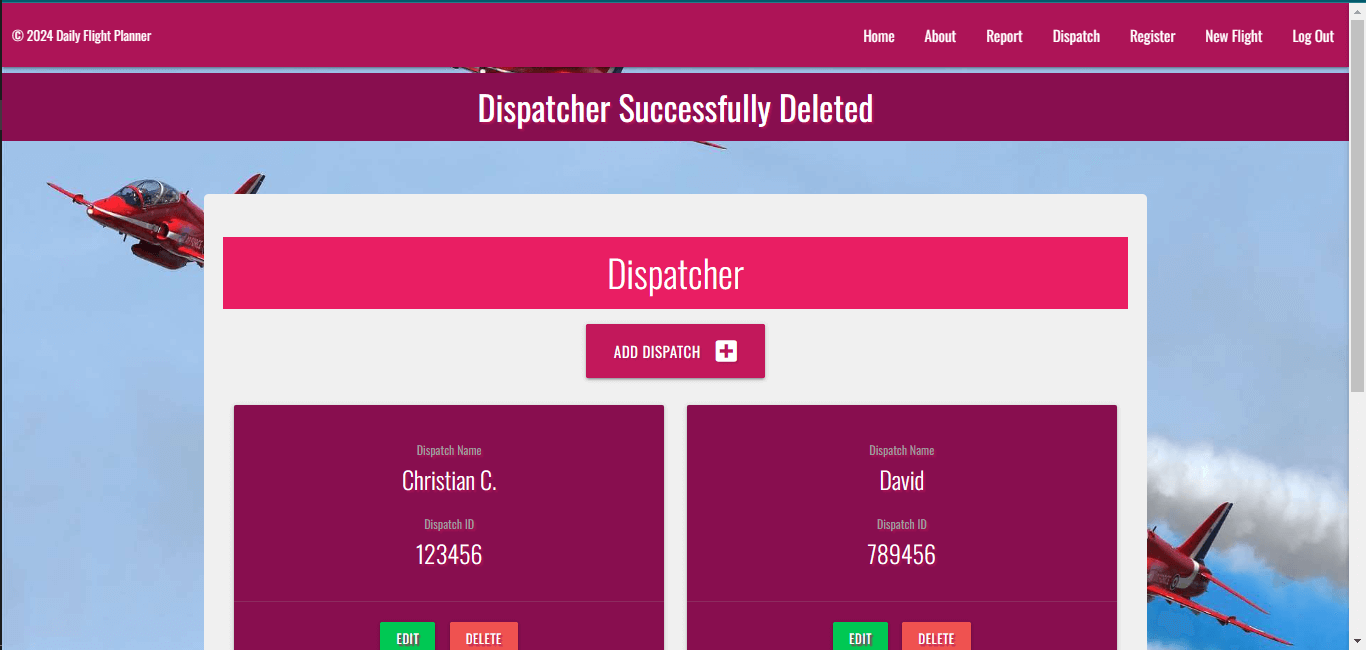 © 2024 Daily Flight Planner Home About Report Dispatch Register New Flight Log Out
Dispatcher Successfully Deleted
Dispatcher
ADD DISPATCH
Dispatch Name
Christian C.
Dispatch ID
123456
EDIT DELETE
Dispatch Name
David
Dispatch ID
789456
EDIT DELETE